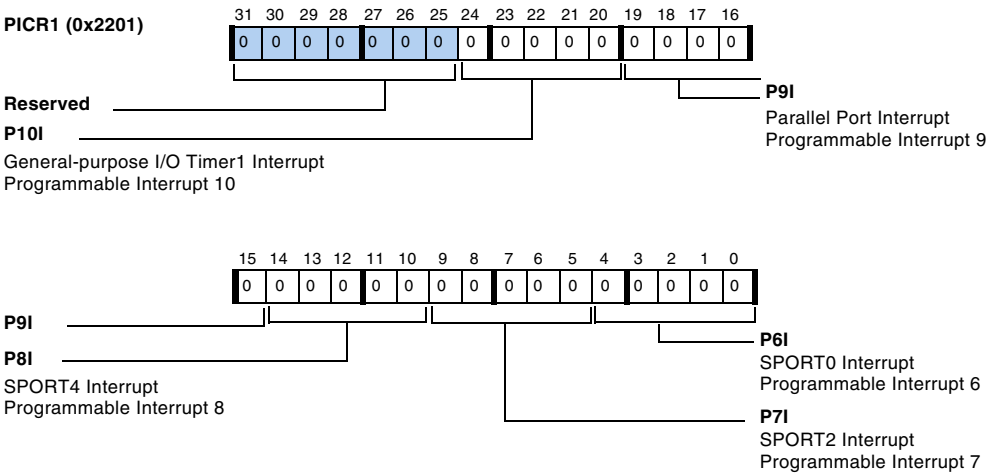 PICR1 (0x2201)
31 30 29 28 27 26 25 24 23 22 21 20 19 18 17 16
0 0 0 0 0 0 0 0 0 0 0 0 0 0 0 0
Reserved
P10I
General-purpose I/O Timer1 Interrupt
Programmable Interrupt 10
P9I
Parallel Port Interrupt
Programmable Interrupt 9
15 14 13 12 11 10 9 8 7 6 5 4 3 2 1 0
0 0 0 0 0 0 0 0 0 0 0 0 0 0 0 0
P9I
P8I
SPORT4 Interrupt
Programmable Interrupt 8
P6I
SPORT0 Interrupt
Programmable Interrupt 6
P7I
SPORT2 Interrupt
Programmable Interrupt 7